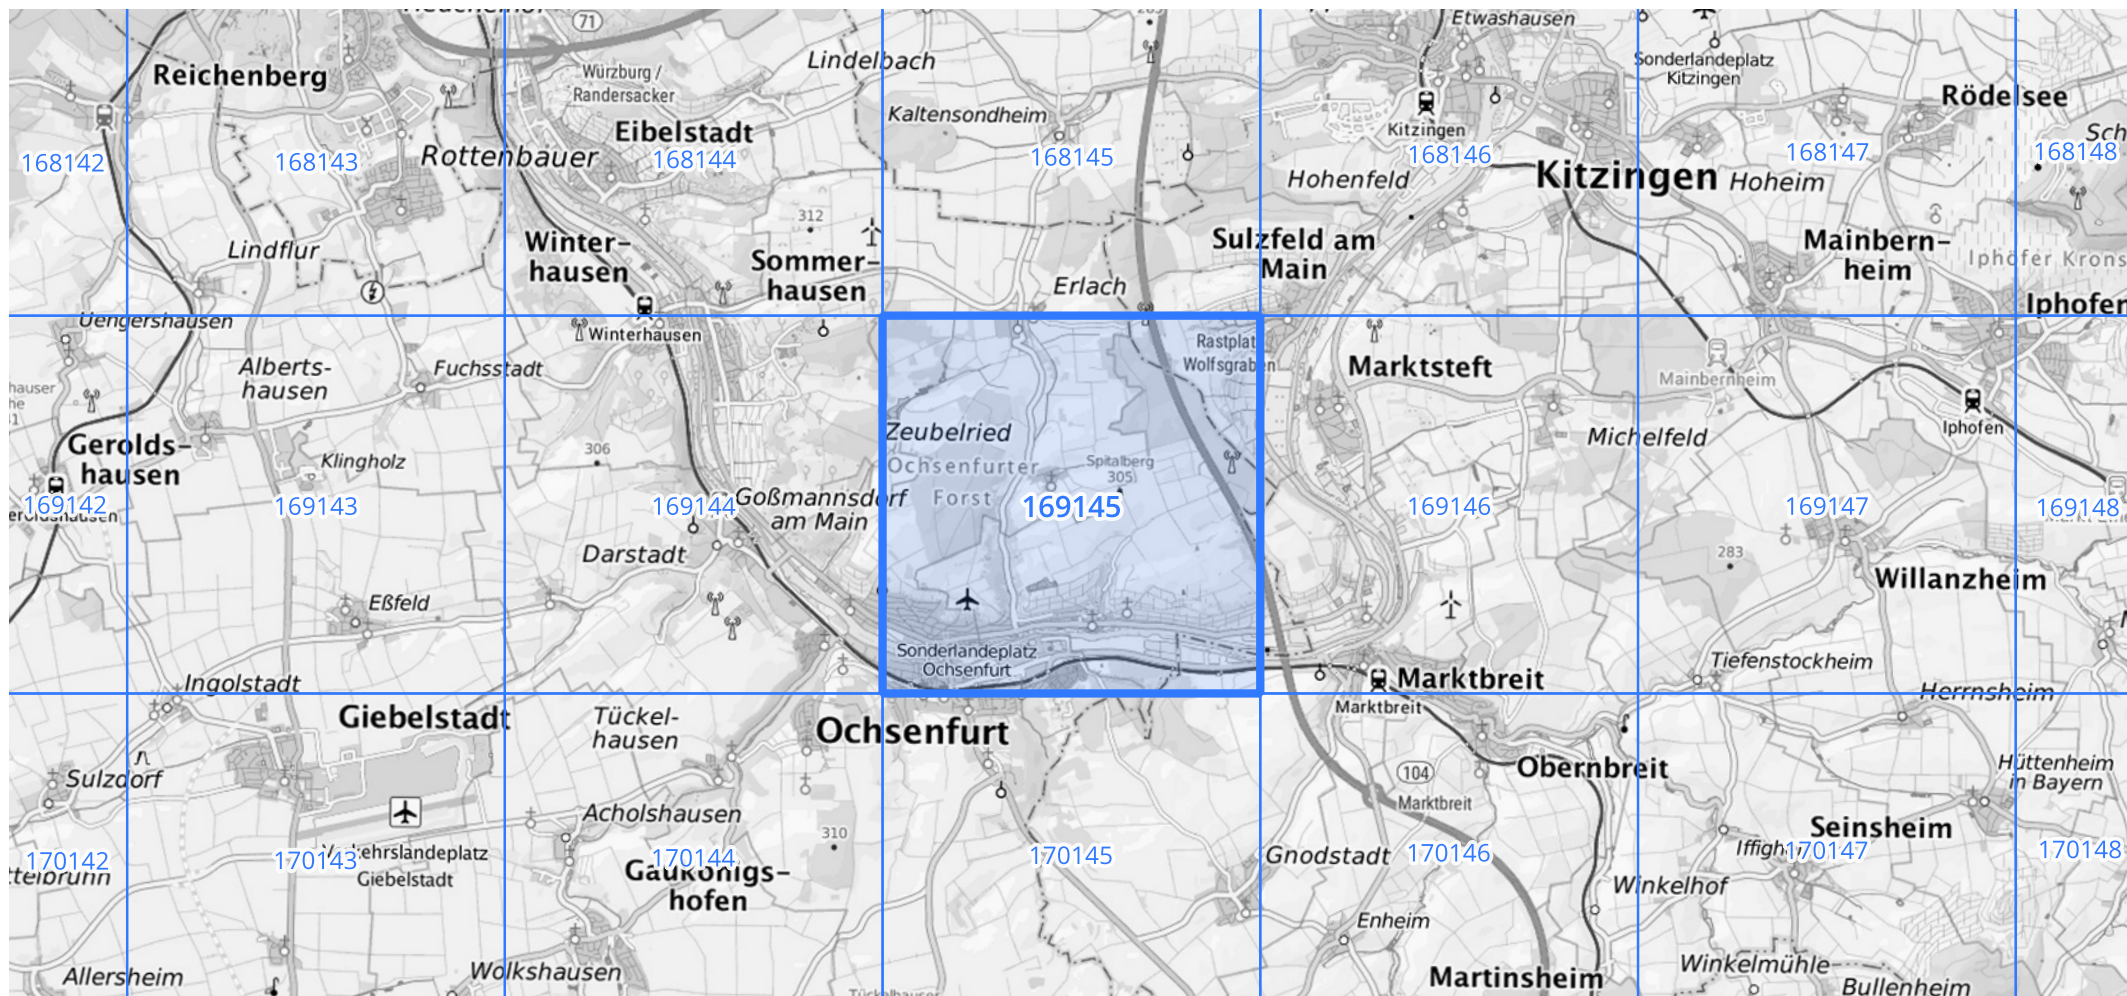 71
Etwashausen
Lindelbach
Würzburg /
Randersacker
Sonderlandeplatz
Kitzingen
Reichenberg
Rödelsee
Kaltensondheim
Eibelstadt
Kitzingen
Rottenbauer
168142
168143
168144
168145
168146
168147
168148
Kitzingen
Hohenfeld
Hoheim
312
Lindflur
Winter-
hausen
Sommer-
hausen
Sulzfeld am
Main
Mainbern-
heim
Iphöfer Krons
Erlach
Iphofen
Uengershausen
Winterhausen
Rastplat
Wolfsgraben
Alberts-
hausen
Fuchsstadt
Marktsteft
Mainbernheim
Iphofen
Zeubelried
Michelfeld
Gerolds-
hausen
Klingholz
306
Ochsenfurter
Forst
Spitalberg
305
169142
169143
169144
169145
169146
169147
169148
Goßmannsdorf
am Main
Darstadt
283
Willanzheim
Eßfeld
Sonderlandeplatz
Ochsenfurt
Tiefenstockheim
Ingolstadt
Marktbreit
Marktbreit
Herrnsheim
Giebelstadt
Tückel-
hausen
Ochsenfurt
Sulzdorf
104
Obernbreit
Hüttenheim
in Bayern
Marktbreit
Acholshausen
310
Seinsheim
170142
170143
170144
170145
170146
170147
170148
Verkehrslandeplatz
Giebelstadt
Gnodstadt
Gaukönigs-
hofen
Winkelhof
Enheim
Allersheim
Wolkshausen
Martinsheim
Winkelmühle
Bullenheim